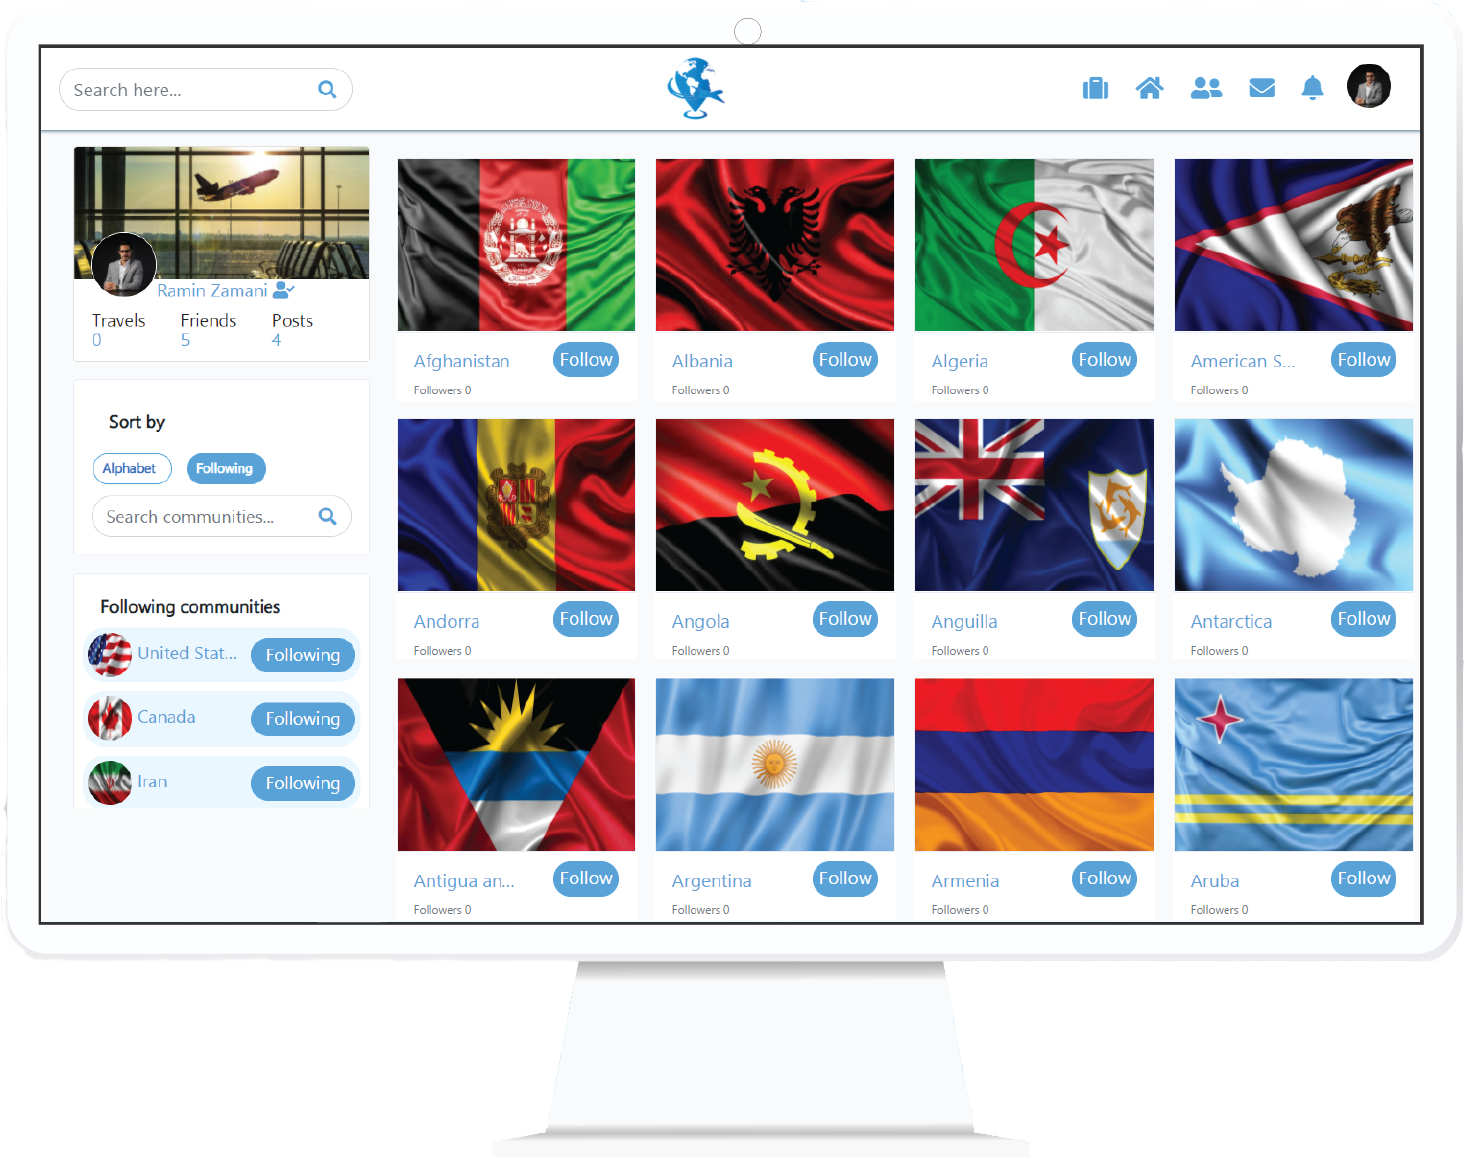 Search here...
Ramin Zamani
Travels Friends Posts
0 5 4
Sort by
Alphabet Following
Search communities...
Following communities
United Stat... Following
Canada Following
Iran Following
Afghanistan Follow
Followers 0
Albania Follow
Followers 0
Algeria Follow
Followers 0
American S... Follow
Followers 0
Andorra Follow
Followers 0
Angola Follow
Followers 0
Anguilla Follow
Followers 0
Antarctica Follow
Followers 0
Antigua an... Follow
Followers 0
Argentina Follow
Followers 0
Armenia Follow
Followers 0
Aruba Follow
Followers 0